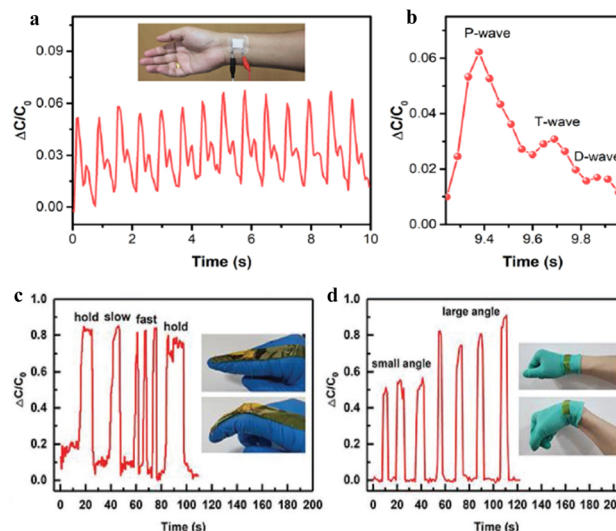 a
0.09
0.06
0.03
0.00
ΔC/C₀
0 2 4 6 8 10
Time (s)
b
P-wave
T-wave
D-wave
0.06
0.04
0.02
0.00
ΔC/C₀
9.4 9.6 9.8
Time (s)
c
hold slow fast hold
1.0
0.8
0.6
0.4
0.2
0.0
ΔC/C₀
0 20 40 60 80 100 120 140 160 180 200
Time (s)
d
large angle
small angle
1.0
0.8
0.6
0.4
0.2
0.0
ΔC/C₀
0 20 40 60 80 100 120 140 160 180 200
Time (s)